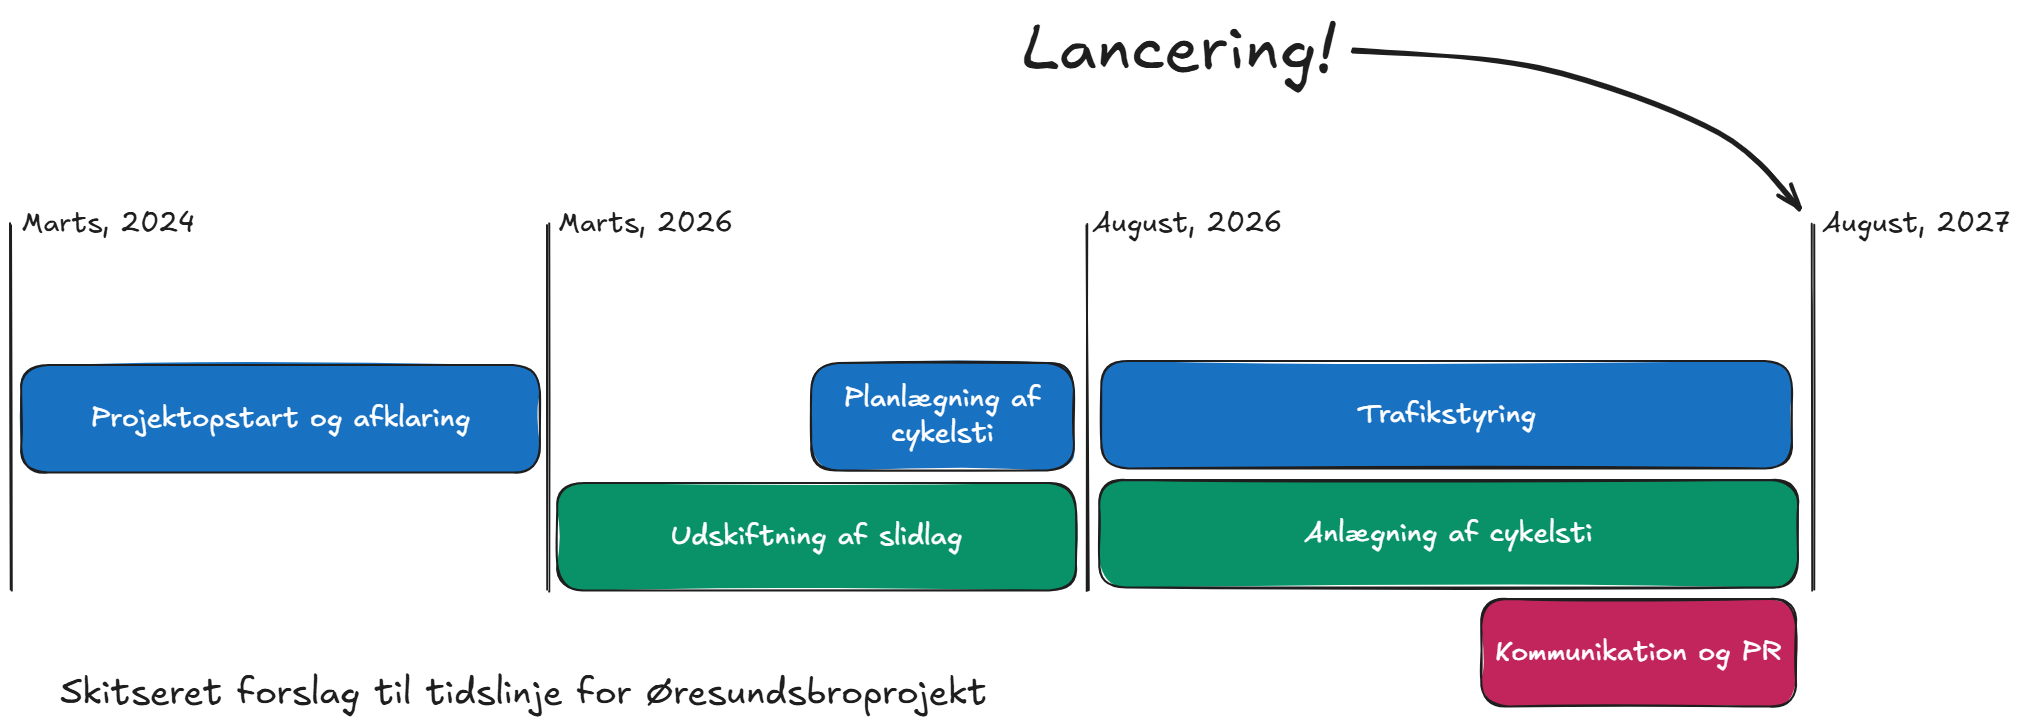 Lancering!
Marts, 2024
Marts, 2026
August, 2026
August, 2027
Projektopstart og afklaring
Planlægning af
cykelsti
Trafikstyring
Udskiftning af slidlag
Anlægning af cykelsti
Kommunikation og PR
Skitseret forslag til tidslinje for Øresundsbroprojekt